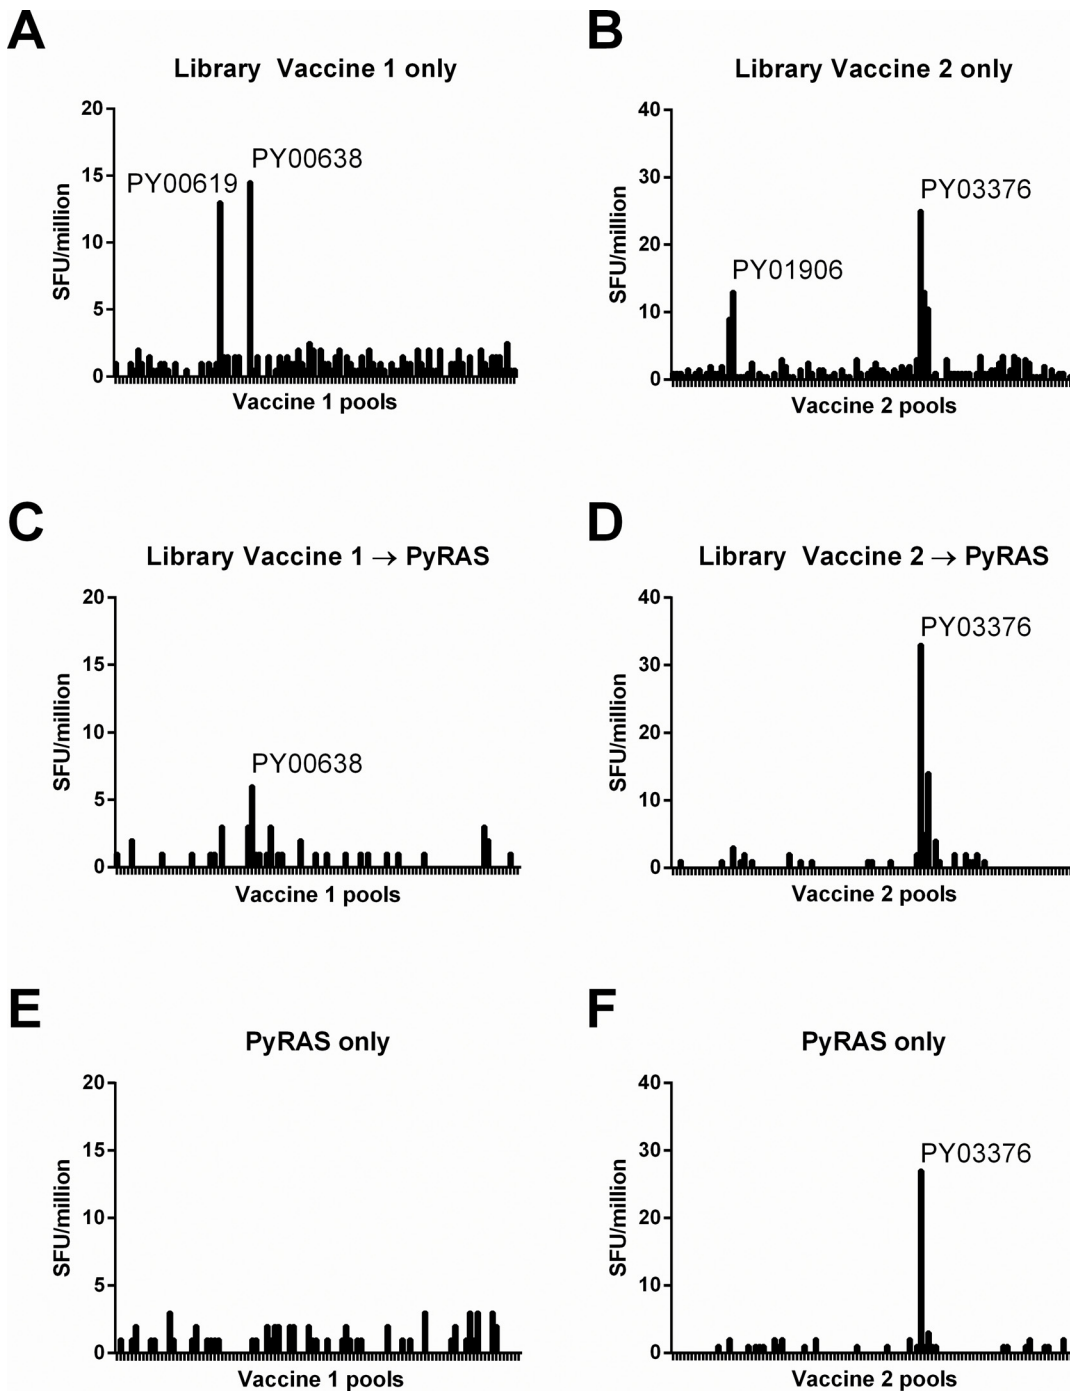 A
Library Vaccine 1 only
SFU/million
20
15
10
5
0
PY00619
PY00638
Vaccine 1 pools
B
Library Vaccine 2 only
SFU/million
40
30
20
10
0
PY01906
PY03376
Vaccine 2 pools
C
Library Vaccine 1 → PyRAS
SFU/million
20
15
10
5
0
PY00638
Vaccine 1 pools
D
Library Vaccine 2 → PyRAS
SFU/million
40
30
20
10
0
PY03376
Vaccine 2 pools
E
PyRAS only
SFU/million
20
15
10
5
0
Vaccine 1 pools
F
PyRAS only
SFU/million
40
30
20
10
0
PY03376
Vaccine 2 pools